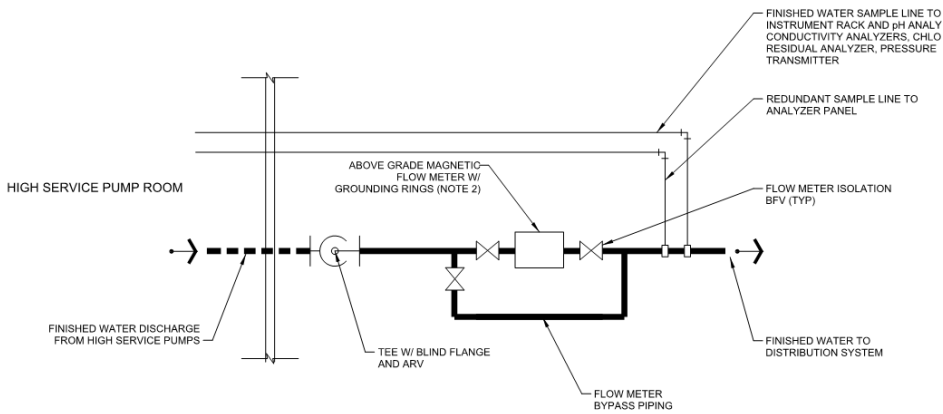 FINISHED WATER SAMPLE LINE TO
INSTRUMENT RACK AND pH ANALY
CONDUCTIVITY ANALYZERS, CHLO
RESIDUAL ANALYZER, PRESSURE
TRANSMITTER
REDUNDANT SAMPLE LINE TO
ANALYZER PANEL
ABOVE GRADE MAGNETIC
FLOW METER W/
GROUNDING RINGS (NOTE 2)
HIGH SERVICE PUMP ROOM
FLOW METER ISOLATION
BFV (TYP)
FINISHED WATER DISCHARGE
FROM HIGH SERVICE PUMPS
TEE W/ BLIND FLANGE
AND ARV
FINISHED WATER TO
DISTRIBUTION SYSTEM
FLOW METER
BYPASS PIPING